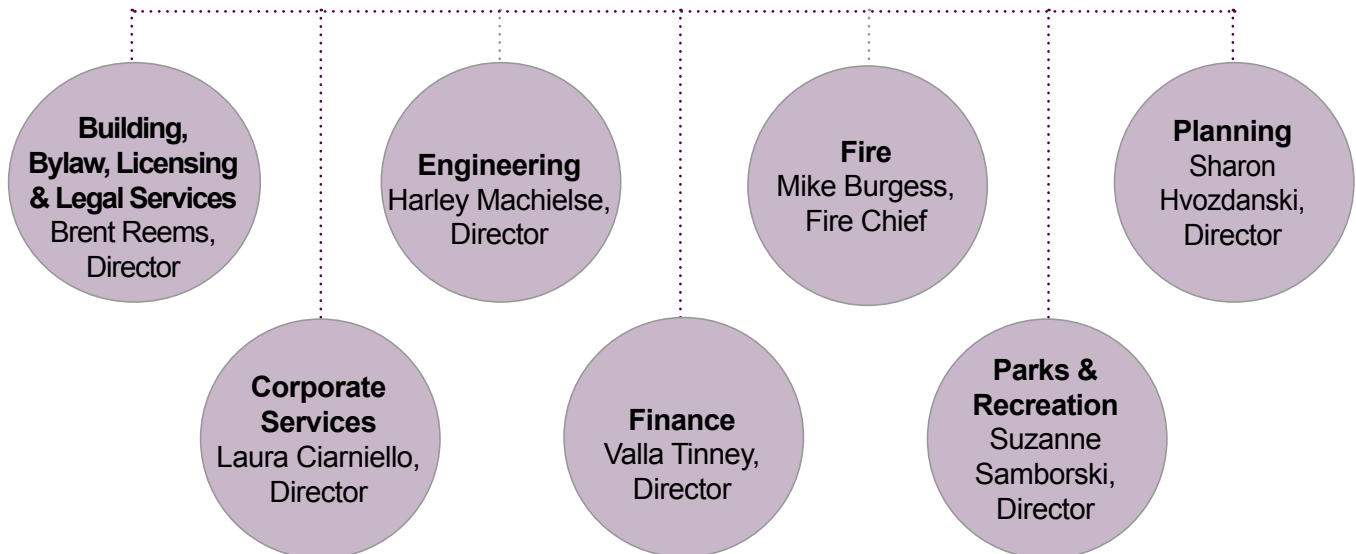 Building,
Bylaw, Licensing
& Legal Services
Brent Reems,
Director
Engineering
Harley Machielse,
Director
Fire
Mike Burgess,
Fire Chief
Planning
Sharon
Hvozdanski,
Director
Corporate
Services
Laura Ciarniello,
Director
Finance
Valla Tinney,
Director
Parks &
Recreation
Suzanne
Samborski,
Director